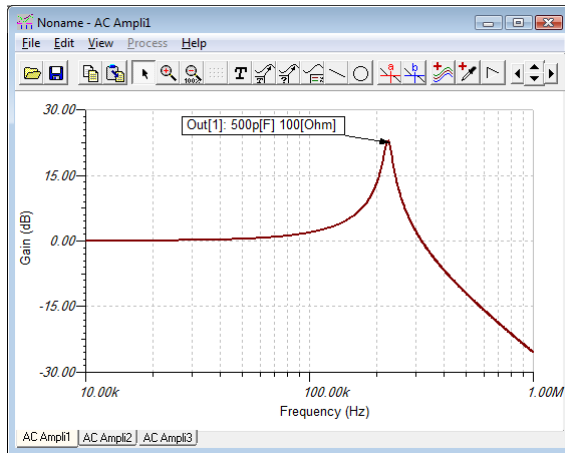 Noname - AC Ampli1
File Edit View Process Help
100%
T
a b
30.00
Out[1]: 500p[F] 100[Ohm]
15.00
Gain (dB)
0.00
-15.00
-30.00
10.00k 100.00k 1.00M
Frequency (Hz)
AC Ampli1 AC Ampli2 AC Ampli3